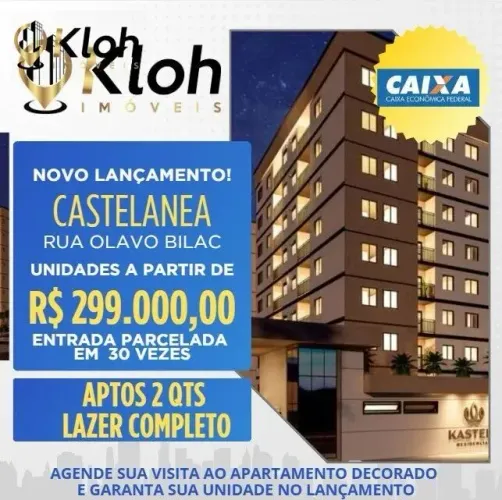 Kloh
Kloh
IMÓVEIS
CAIXA
CAIXA ECONÔMICA FEDERAL
NOVO LANÇAMENTO!
CASTELANEA
RUA OLAVO BILAC
UNIDADES A PARTIR DE
R$ 299.000,00
ENTRADA PARCELADA
EM 30 VEZES
APTOS 2 QTS
LAZER COMPLETO
KASTEL
AGENDE SUA VISITA AO APARTAMENTO DECORADO
E GARANTA SUA UNIDADE NO LANÇAMENTO